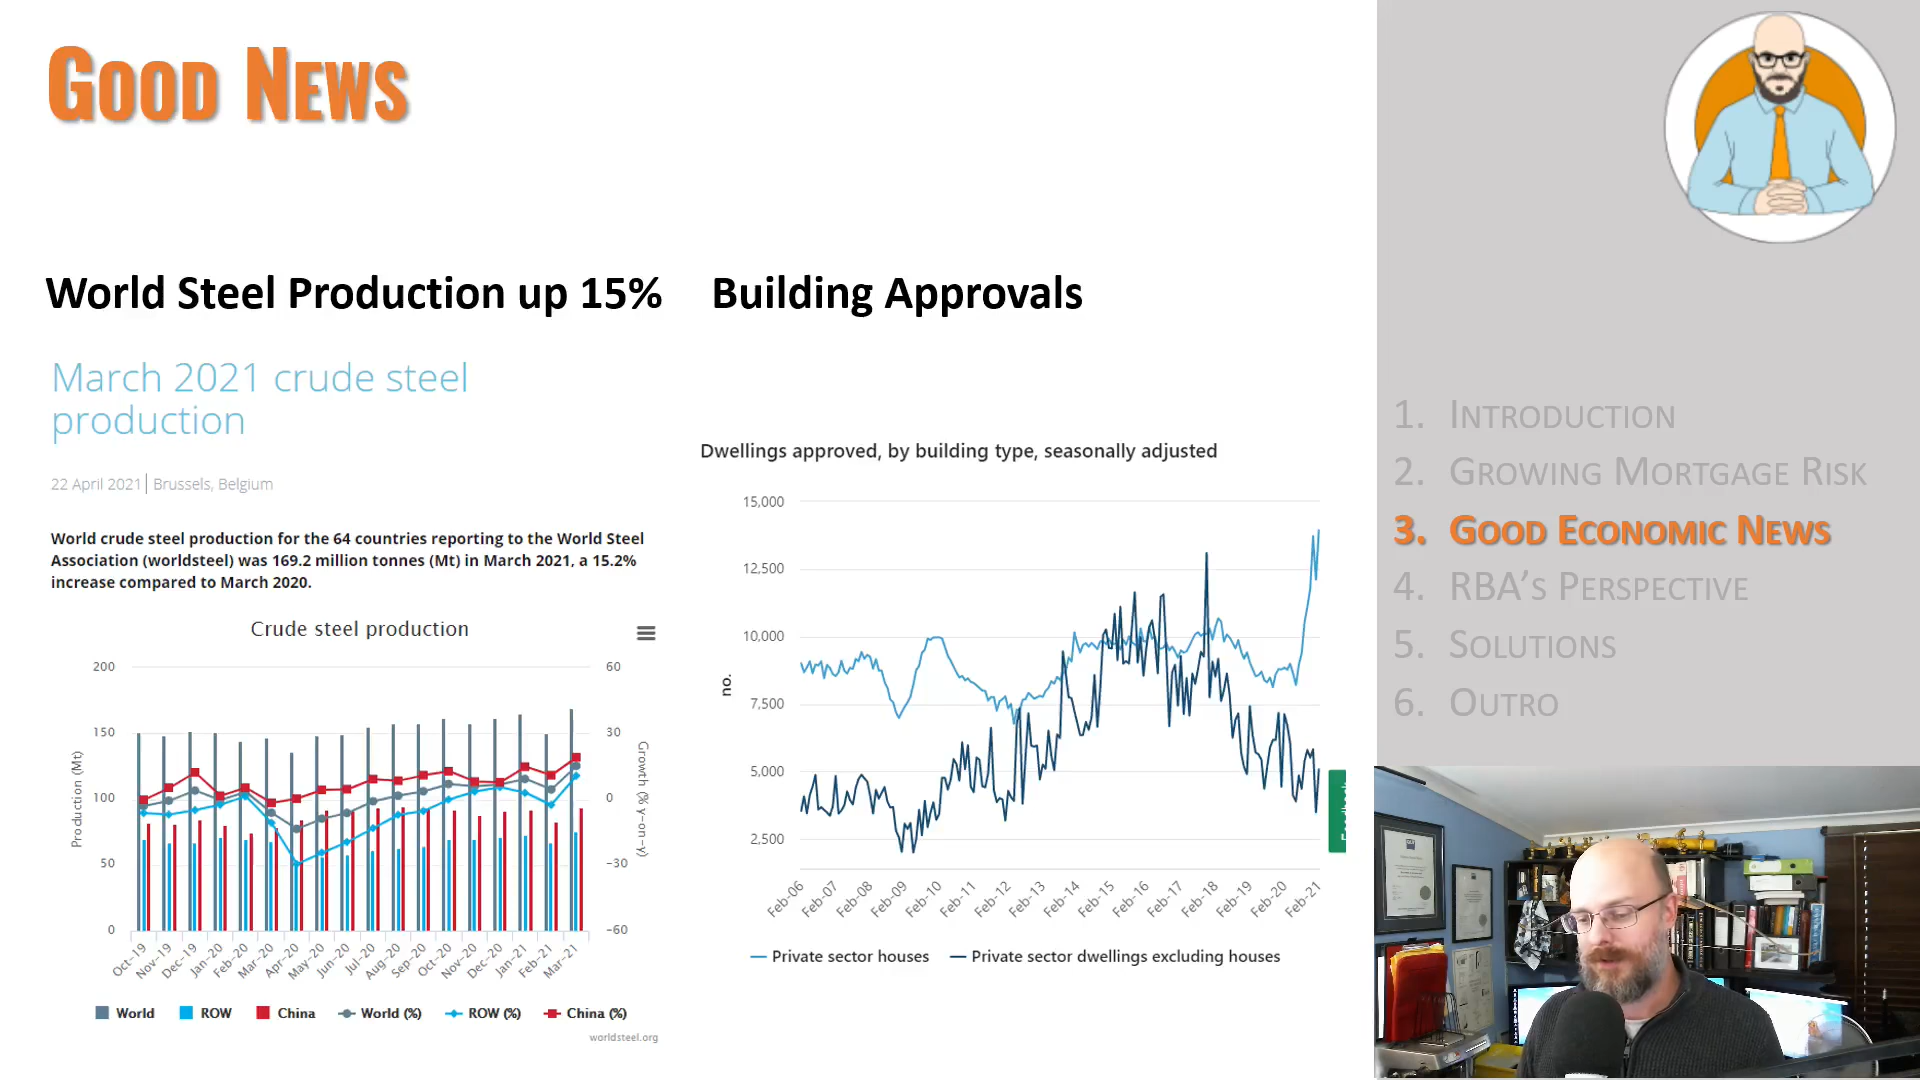 GOOD NEWS
World Steel Production up 15%
March 2021 crude steel
production
22 April 2021 | Brussels, Belgium
World crude steel production for the 64 countries reporting to the World Steel
Association (worldsteel) was 169.2 million tonnes (Mt) in March 2021, a 15.2%
increase compared to March 2020.
Crude steel production
Production (Mt)
200
150
100
50
0
Growth (% y-on-y)
60
30
0
-30
-60
Oct-19
Nov-19
Dec-19
Jan-20
Feb-20
Mar-20
Apr-20
May-20
Jun-20
Jul-20
Aug-20
Sep-20
Oct-20
Nov-20
Dec-20
Jan-21
Feb-21
Mar-21
World ROW China World (%) ROW (%) China (%)
worldsteel.org
Building Approvals
Dwellings approved, by building type, seasonally adjusted
no.
15,000
12,500
10,000
7,500
5,000
2,500
Feb-06
Feb-07
Feb-08
Feb-09
Feb-10
Feb-11
Feb-12
Feb-13
Feb-14
Feb-15
Feb-16
Feb-17
Feb-18
Feb-19
Feb-20
Feb-21
Private sector houses Private sector dwellings excluding houses
1. INTRODUCTION
2. GROWING MORTGAGE RISK
3. GOOD ECONOMIC NEWS
4. RBA'S PERSPECTIVE
5. SOLUTIONS
6. OUTRO